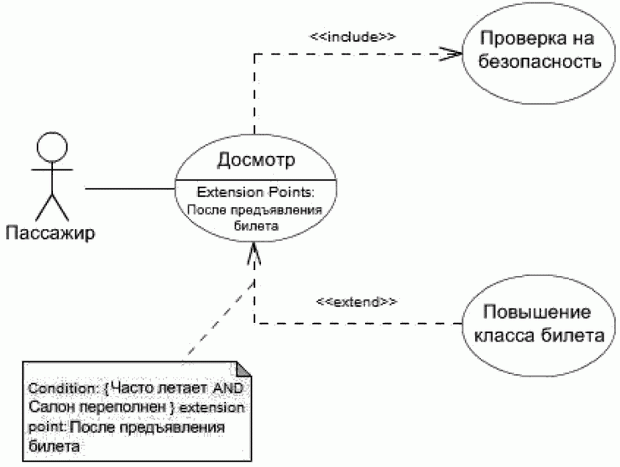 <<include>>
Проверка на
безопасность
Досмотр
Extension Points:
После предъявления
билета
Пассажир
<<extend>>
Повышение
класса билета
Condition: {Часто летает AND
Салон переполнен } extension
point: После предъявления
билета